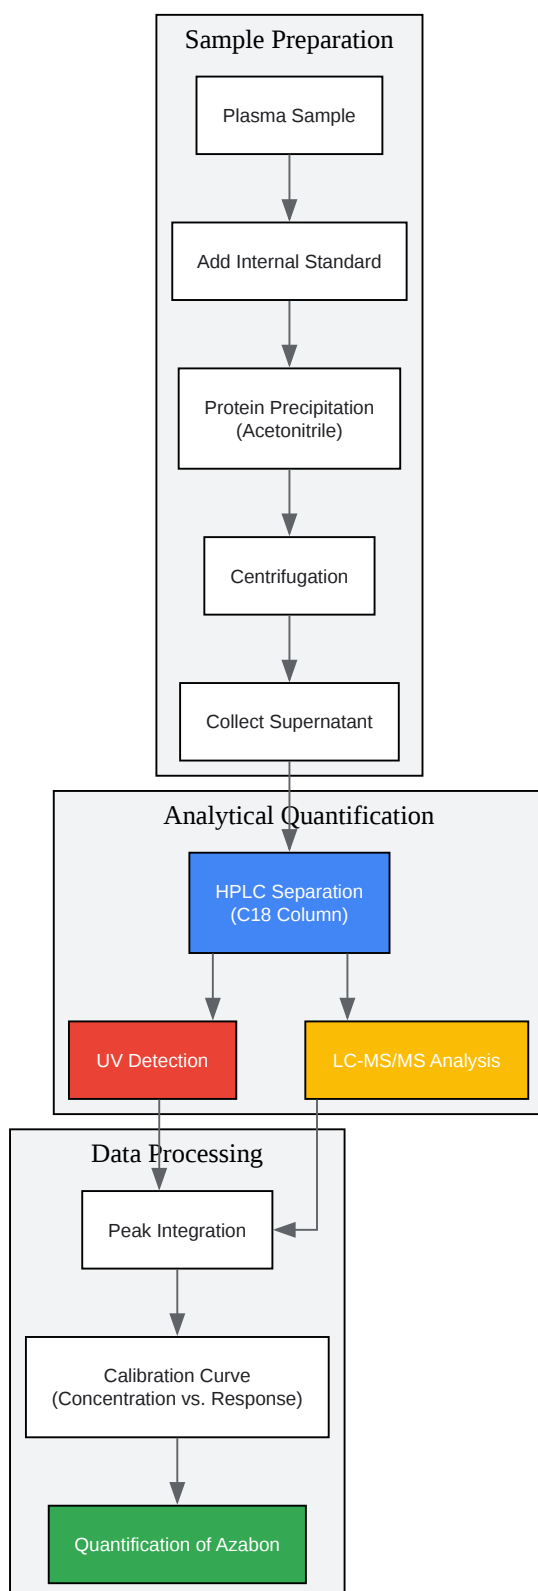 Sample Preparation
Plasma Sample
Add Internal Standard
Protein Precipitation
(Acetonitrile)
Centrifugation
Collect Supernatant
Analytical Quantification
HPLC Separation
(C18 Column)
UV Detection
LC-MS/MS Analysis
Data Processing
Peak Integration
Calibration Curve
(Concentration vs. Response)
Quantification of Azabon